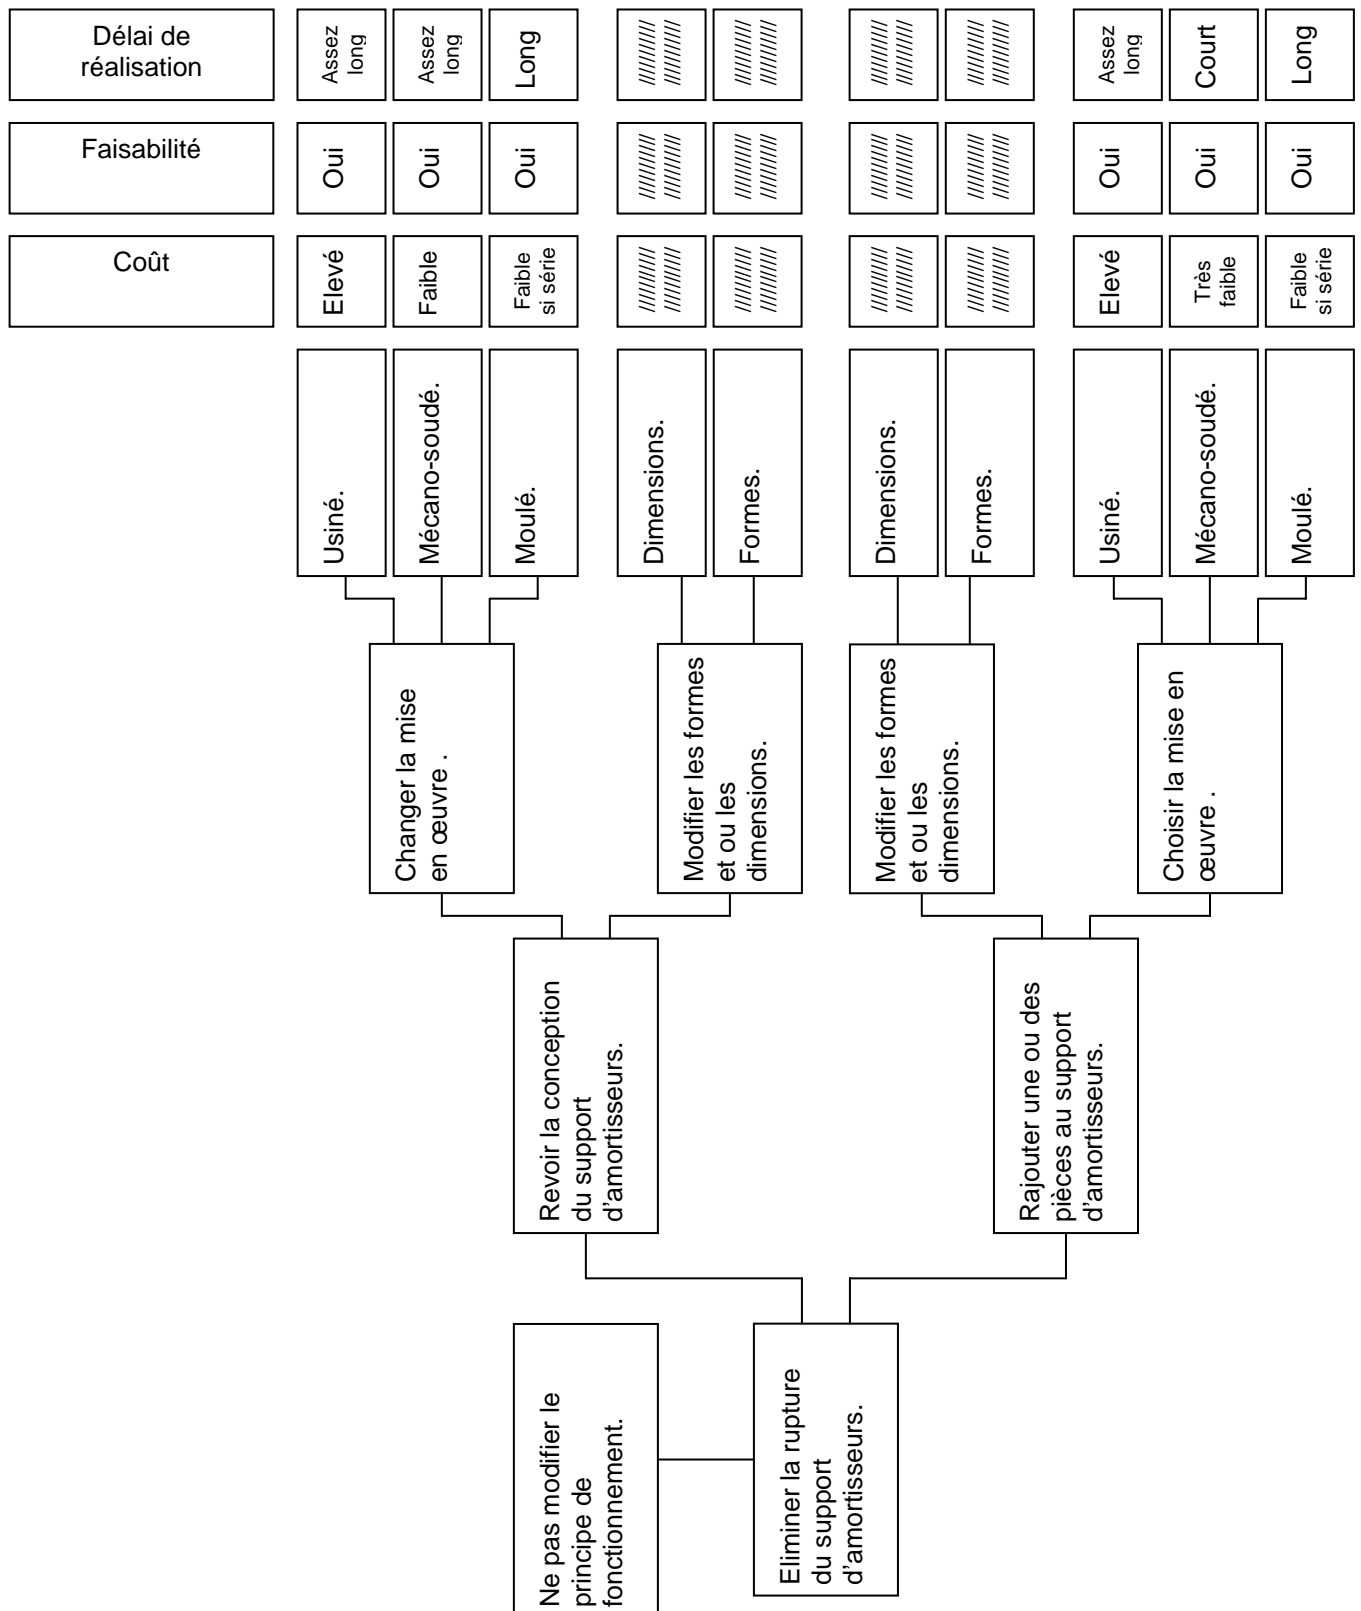 Délai de
réalisation
Assez
long
Assez
long
Long
//////////
//////////
//////////
//////////
//////////
//////////
//////////
//////////
Assez
long
Court
Long
Faisabilité
Oui
Oui
Oui
//////////
//////////
//////////
//////////
//////////
//////////
//////////
//////////
Oui
Oui
Oui
Coût
Elevé
Faible
Faible
si série
//////////
//////////
//////////
//////////
//////////
//////////
//////////
//////////
Elevé
Très
faible
Faible
si série
Usiné.
Mécano-soudé.
Moulé.
Dimensions.
Formes.
Dimensions.
Formes.
Usiné.
Mécano-soudé.
Moulé.
Changer la mise
en œuvre .
Modifier les formes
et ou les
dimensions.
Modifier les formes
et ou les
dimensions.
Choisir la mise en
œuvre .
Revoir la conception
du support
d'amortisseurs.
Rajouter une ou des
pièces au support
d'amortisseurs.
Ne pas modifier le
principe de
fonctionnement.
Eliminer la rupture
du support
d'amortisseurs.